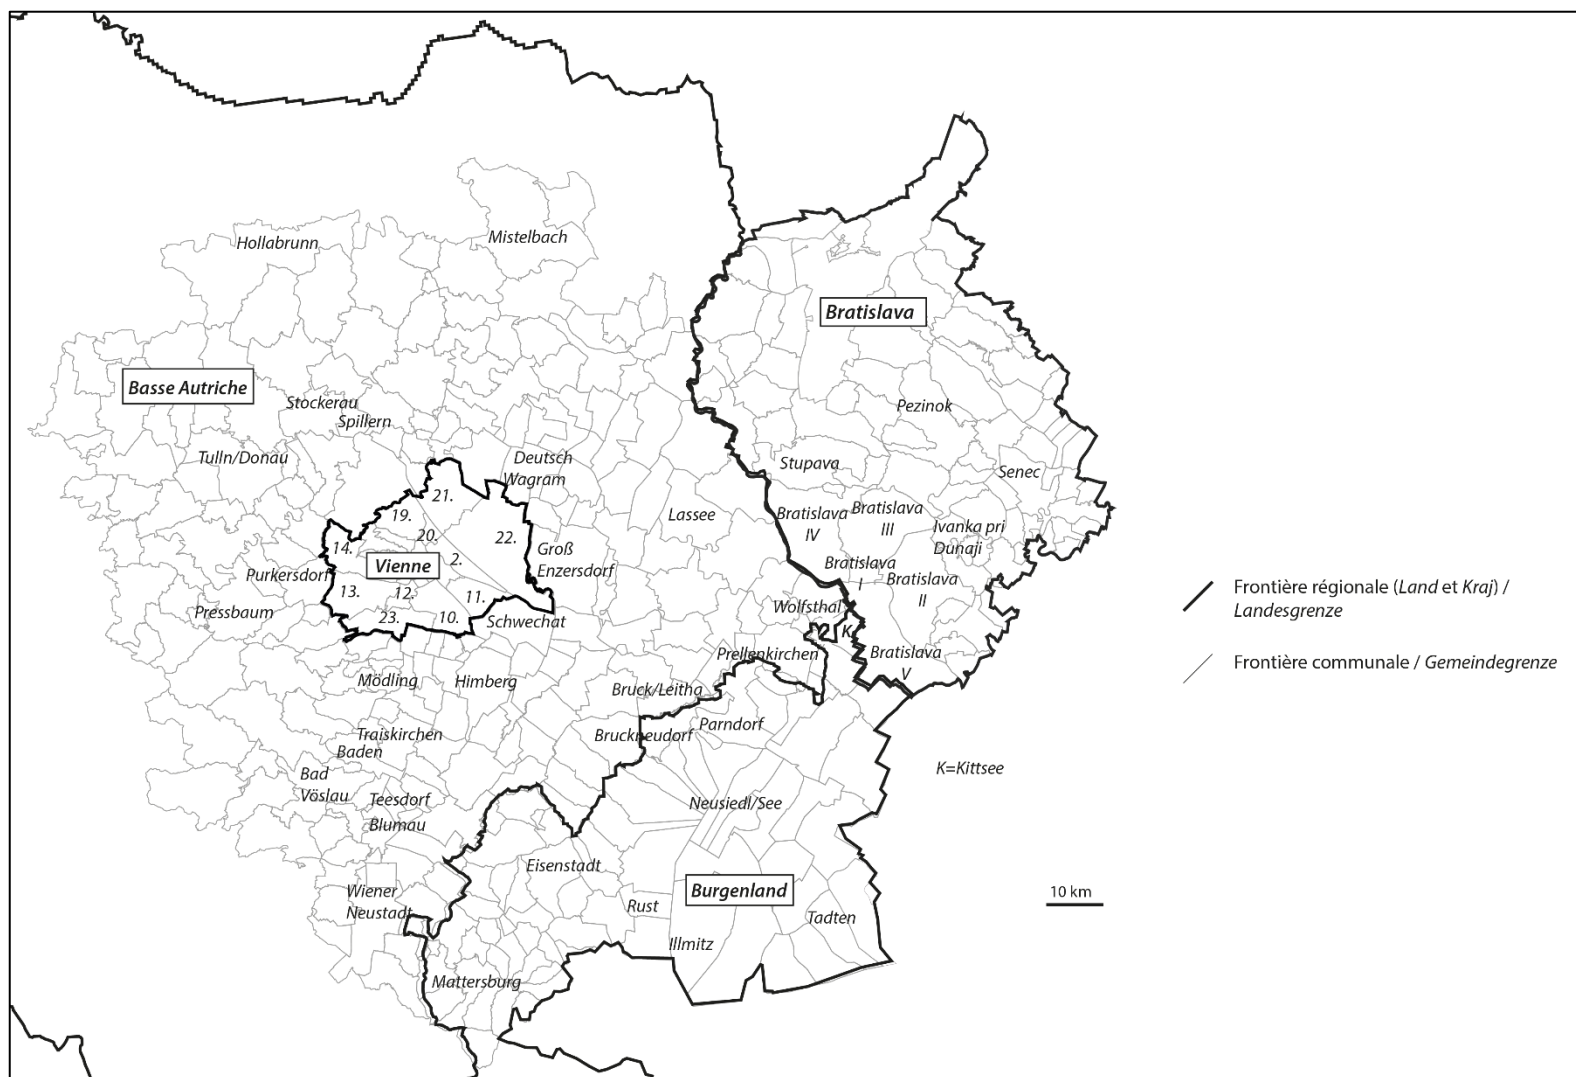 Hollabrunn
Mistelbach
Bratislava
Basse Autriche
Stockerau
Spillern
Pezinok
Tulln/Donau
Deutsch
Wagram
Stupava
Senec
21.
19.
20.
22.
14.
2.
Vienne
13.
12.
11.
23.
10.
Lassee
Bratislava
IV
Bratislava
III
Ivanka pri
Dunaji
Groß
Enzersdorf
Purkersdorf
Pressbaum
Bratislava
I
Bratislava
II
Schwechat
Wolfsthal
K
Prellenkirchen
Bratislava
V
Mödling
Himberg
Bruck/Leitha
Traiskirchen
Baden
Bruckneudorf
Parndorf
Bad
Vöslau
Teesdorf
Blumau
Neusiedl/See
K=Kittsee
Eisenstadt
Wiener
Neustadt
Rust
Burgenland
Tadten
Illmitz
Mattersburg
Frontière régionale (Land et Kraj) /
Landesgrenze
Frontière communale / Gemeindegrenze
10 km